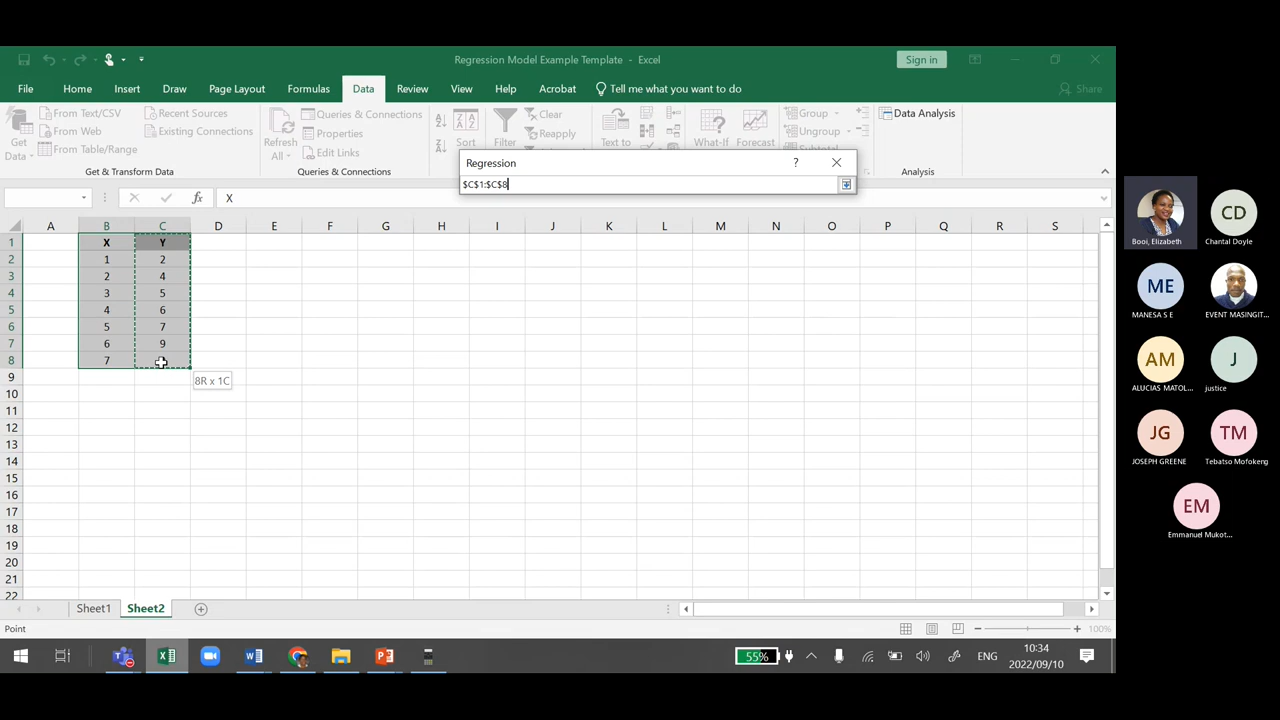 Regression Model Example Template - Excel
Sign in
File Home Insert Draw Page Layout Formulas Data Review View Help Acrobat Tell me what you want to do Share
Get Data
From Text/CSV
From Web
From Table/Range
Recent Sources
Existing Connections
Get & Transform Data
Refresh All
Queries & Connections
Properties
Edit Links
Queries & Connections
Sort
Filter
Clear
Reapply
Text to
What-If
Forecast
Group
Ungroup
Subtotal
Data Analysis
Analysis
Regression ?
$C$1:$C$8
fx X
A B C D E F G H I J K L M N O P Q R S
1 X Y
2 1 2
3 2 4
4 3 5
5 4 6
6 5 7
7 6 9
8 7
8R x 1C
9
10
11
12
13
14
15
16
17
18
19
20
21
22
Sheet1 Sheet2
Point
100%
55%
ENG
10:34
2022/09/10
Booi, Elizabeth
CD
Chantal Doyle
ME
MANESA S E
EVENT MASINGIT...
AM
ALUCIAS MATOL...
J
justice
JG
JOSEPH GREENE
TM
Tebatso Mofokeng
EM
Emmanuel Mukot...